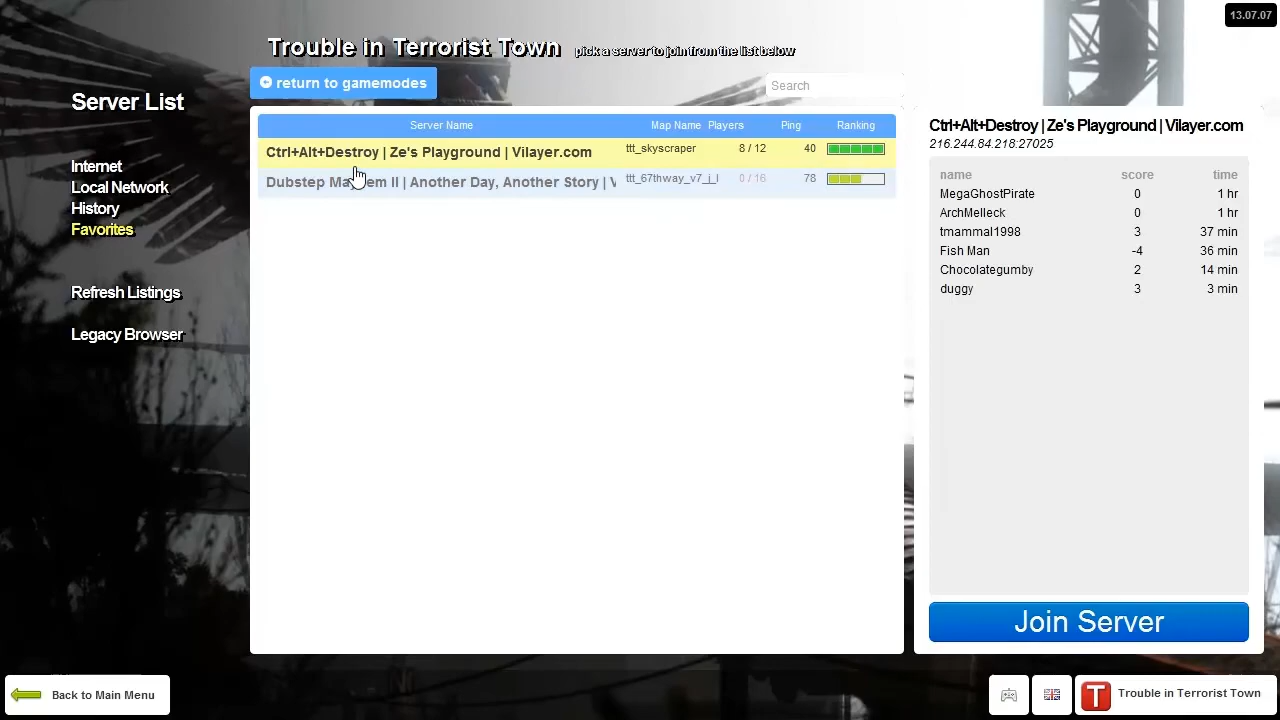 13.07.07
Trouble in Terrorist Town pick a server to join from the list below
return to gamemodes
Search
Server List
Internet
Local Network
History
Favorites
Refresh Listings
Legacy Browser
Server Name Map Name Players Ping Ranking
Ctrl+Alt+Destroy | Ze's Playground | Vilayer.com ttt_skyscraper 8 / 12 40
Dubstep Mayhem II | Another Day, Another Story | V ttt_67thway_v7_j_l 0 / 16 78
Ctrl+Alt+Destroy | Ze's Playground | Vilayer.com
216.244.84.218:27025
name score time
MegaGhostPirate 0 1 hr
ArchMelleck 0 1 hr
tmammal1998 3 37 min
Fish Man -4 36 min
Chocolategumby 2 14 min
duggy 3 3 min
Join Server
Back to Main Menu
T Trouble in Terrorist Town